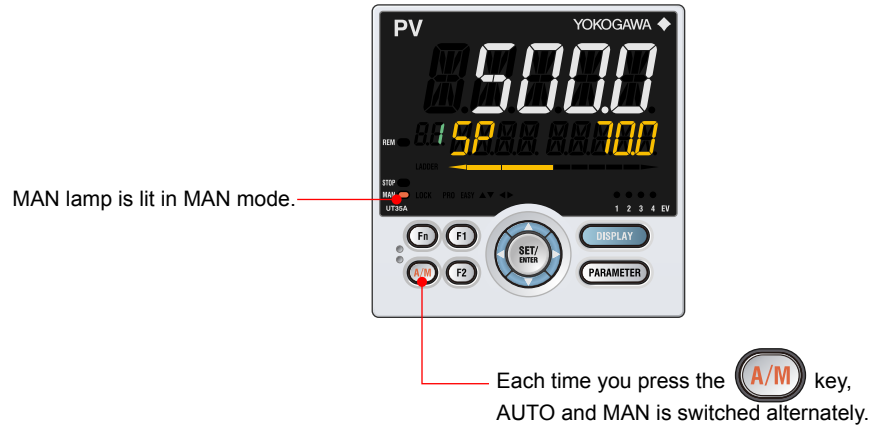 PV
YOKOGAWA
500.0
REM
1 SP 70.0
LADDER
STOP
MAN LOCK PRG EASY
UT35A
1 2 3 4 EV
MAN lamp is lit in MAN mode.
Fn F1 DISPLAY
SET/
ENTER
A/M F2 PARAMETER
Each time you press the A/M key,
AUTO and MAN is switched alternately.